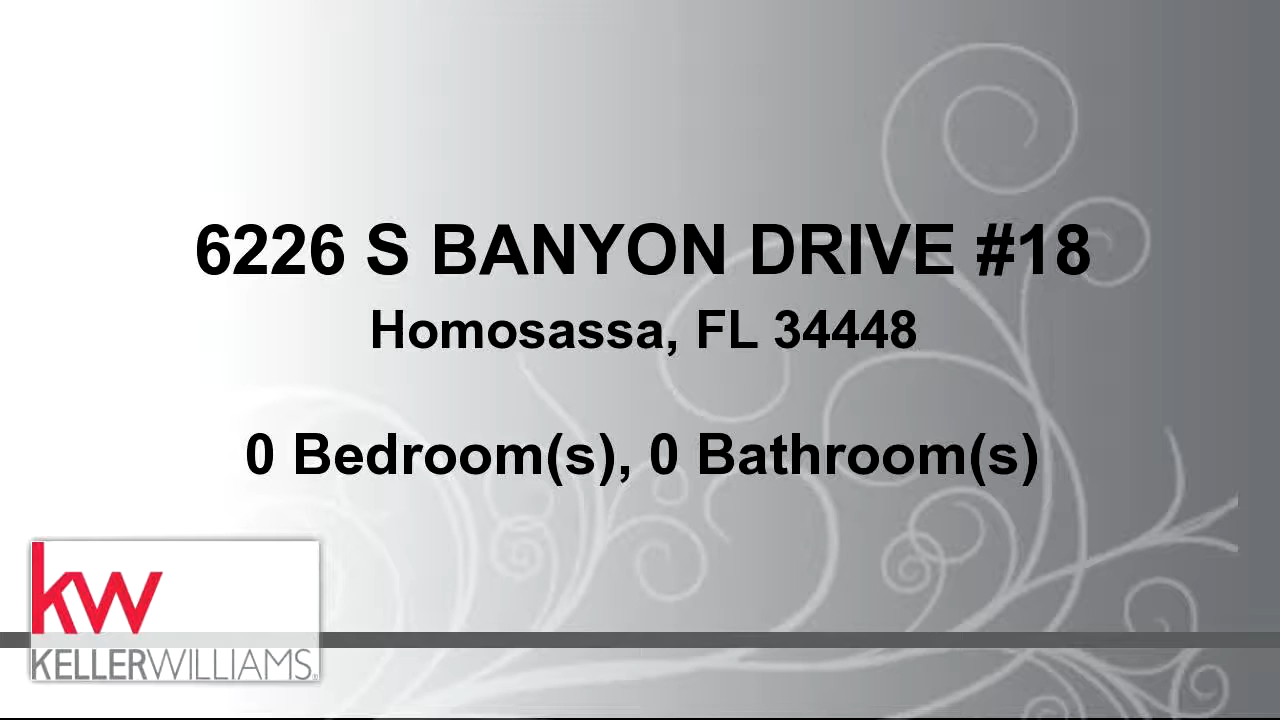 6226 S BANYON DRIVE #18
Homosassa, FL 34448
0 Bedroom(s), 0 Bathroom(s)
kw
KELLERWILLIAMS®